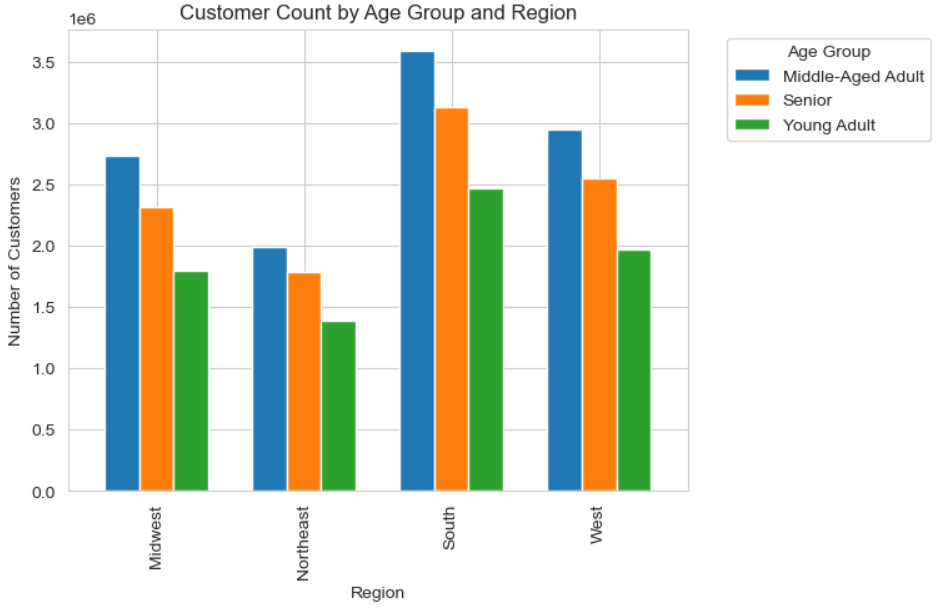 Customer Count by Age Group and Region
1e6
3.5
3.0
2.5
2.0
1.5
1.0
0.5
0.0
Number of Customers
Midwest
Northeast
South
West
Region
Age Group
Middle-Aged Adult
Senior
Young Adult